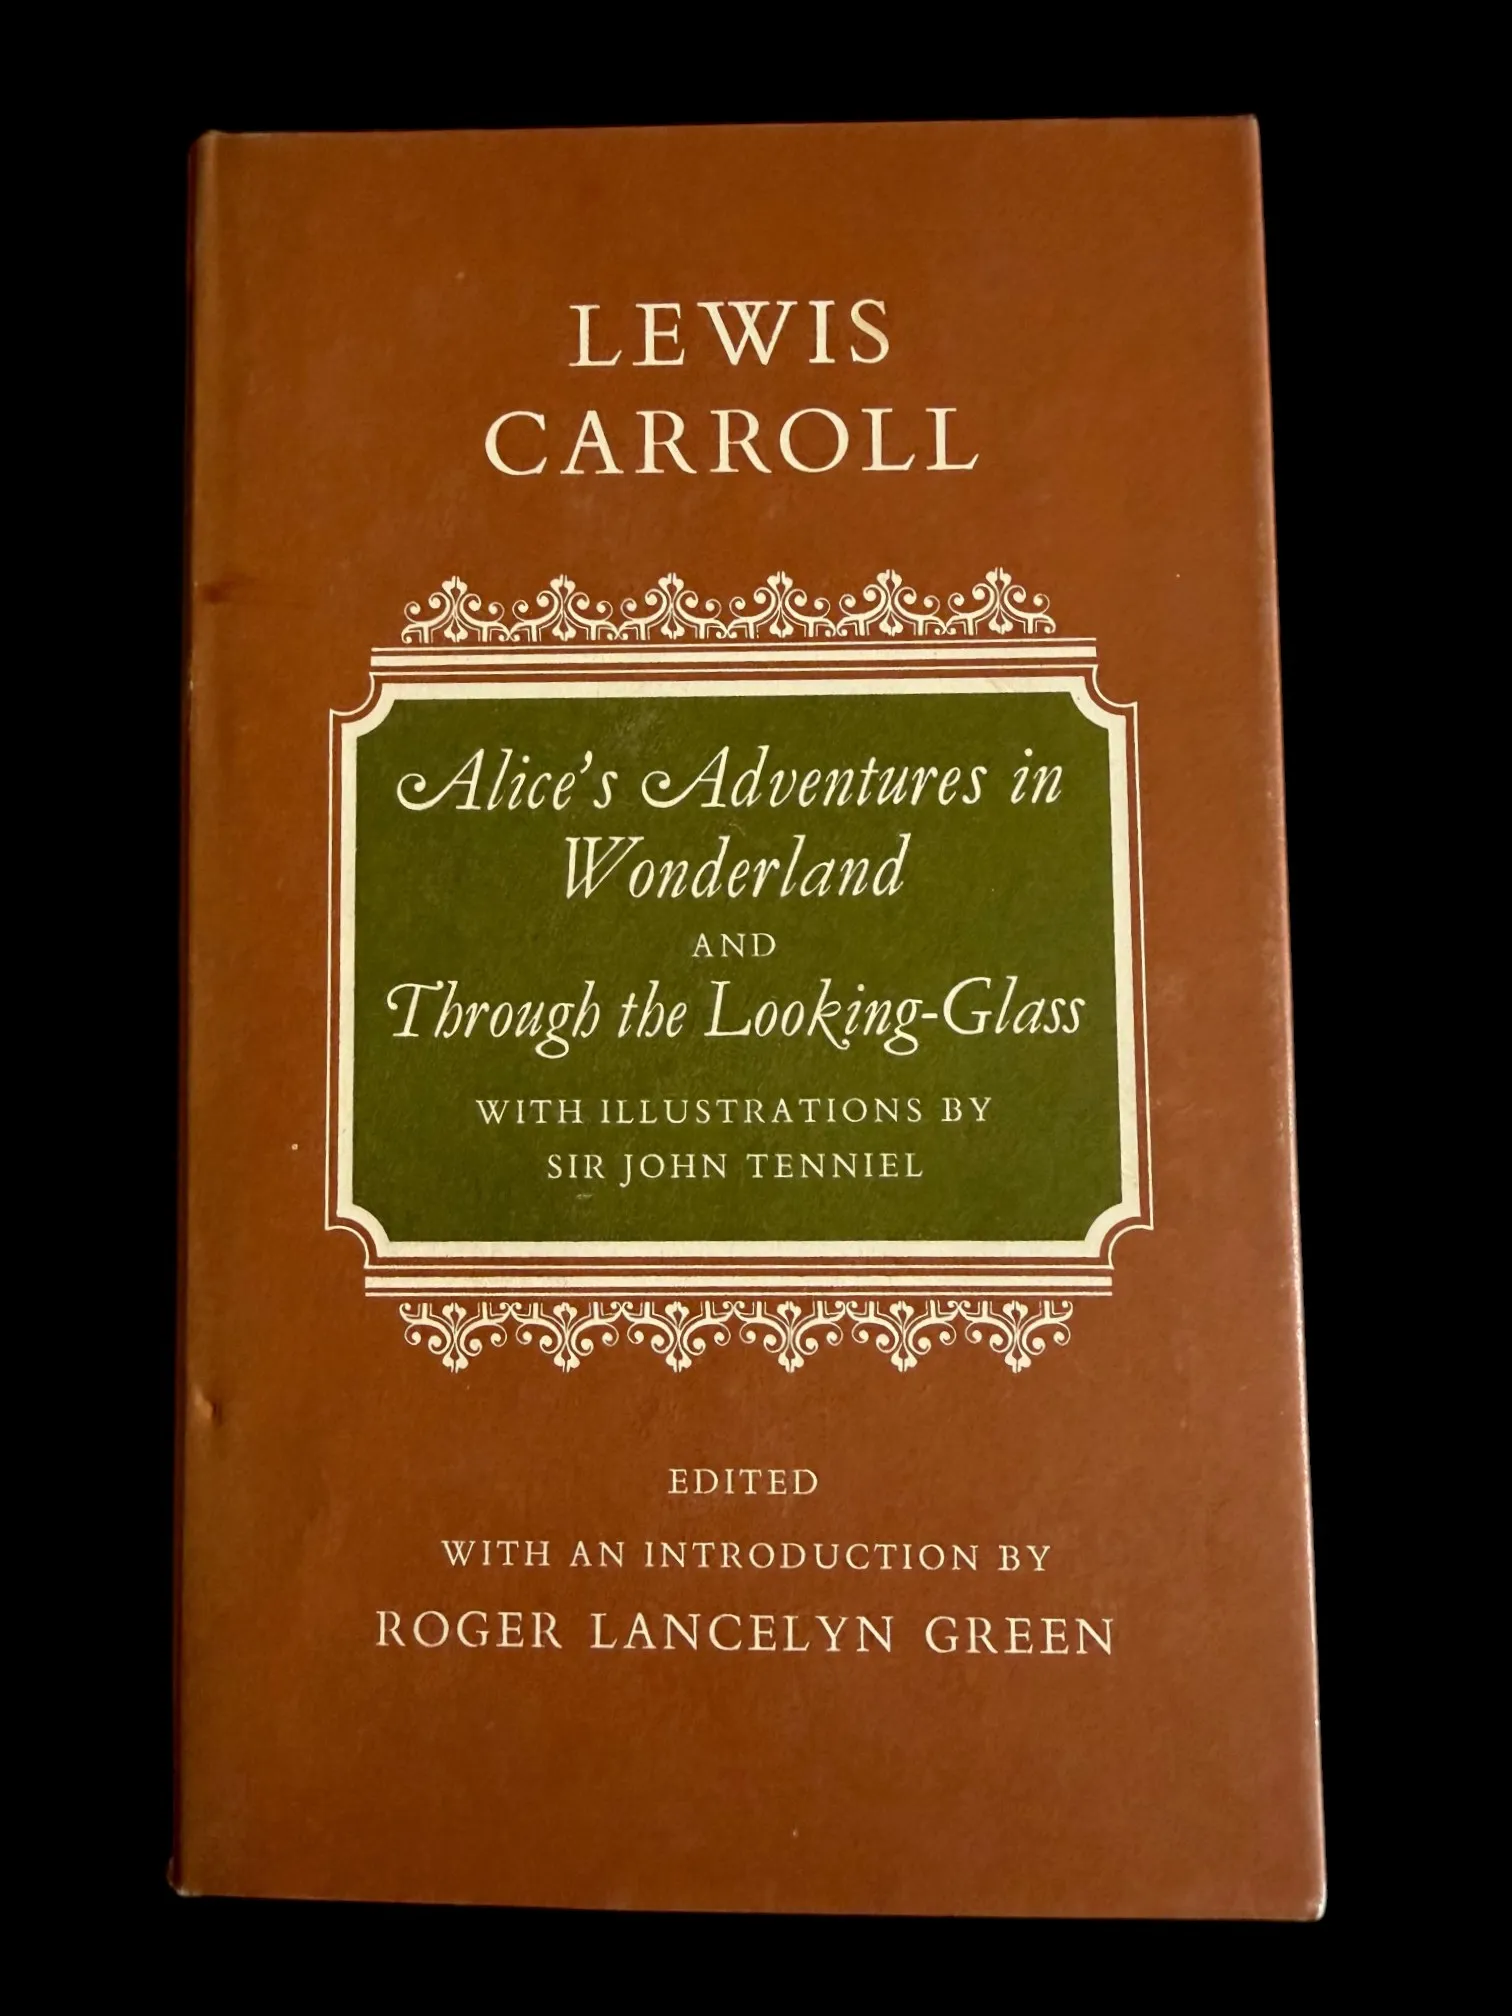 LEWIS
CARROLL
Alice's Adventures in
Wonderland
AND
Through the Looking-Glass
WITH ILLUSTRATIONS BY
SIR JOHN TENNIEL
EDITED
WITH AN INTRODUCTION BY
ROGER LANCELYN GREEN